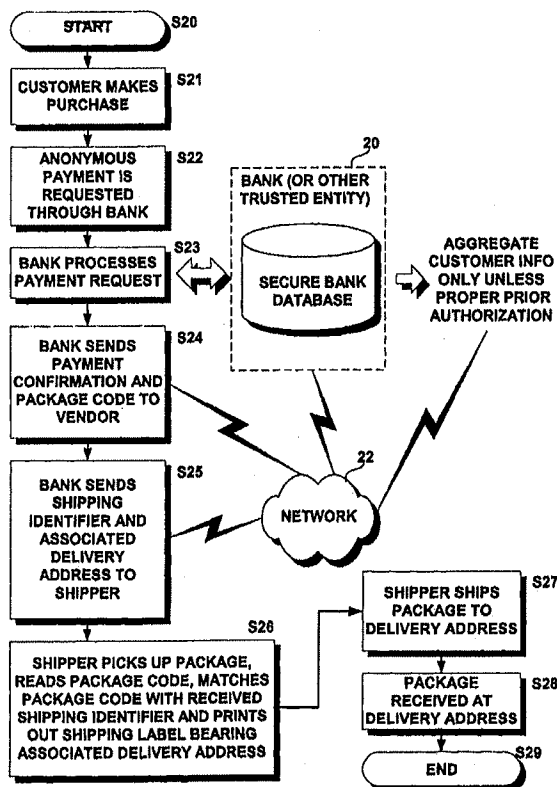 START
S20
CUSTOMER MAKES
PURCHASE
S21
ANONYMOUS
PAYMENT IS
REQUESTED
THROUGH BANK
S22
BANK PROCESSES
PAYMENT REQUEST
S23
20
BANK (OR OTHER
TRUSTED ENTITY)
SECURE BANK
DATABASE
AGGREGATE
CUSTOMER INFO
ONLY UNLESS
PROPER PRIOR
AUTHORIZATION
BANK SENDS
PAYMENT
CONFIRMATION AND
PACKAGE CODE TO
VENDOR
S24
BANK SENDS
SHIPPING
IDENTIFIER AND
ASSOCIATED
DELIVERY
ADDRESS TO
SHIPPER
S25
22
NETWORK
S26
SHIPPER PICKS UP PACKAGE,
READS PACKAGE CODE, MATCHES
PACKAGE CODE WITH RECEIVED
SHIPPING IDENTIFIER AND PRINTS
OUT SHIPPING LABEL BEARING
ASSOCIATED DELIVERY ADDRESS
S27
SHIPPER SHIPS
PACKAGE TO
DELIVERY ADDRESS
S28
PACKAGE
RECEIVED AT
DELIVERY ADDRESS
S29
END